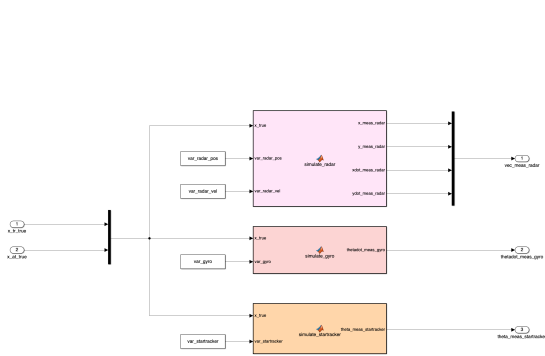 x_true
x_meas_radar
y_meas_radar
var_radar_pos
var_radar_pos
simulate_radar
1
vec_meas_radar
xdot_meas_radar
var_radar_vel
var_radar_vel
ydot_meas_radar
1
x_tr_true
x_true
2
x_at_true
simulate_gyro
thetadot_meas_gyro
2
thetadot_meas_gyro
var_gyro
var_gyro
x_true
simulate_startracker
theta_meas_startracker
3
theta_meas_startracke
var_startracker
var_startracker